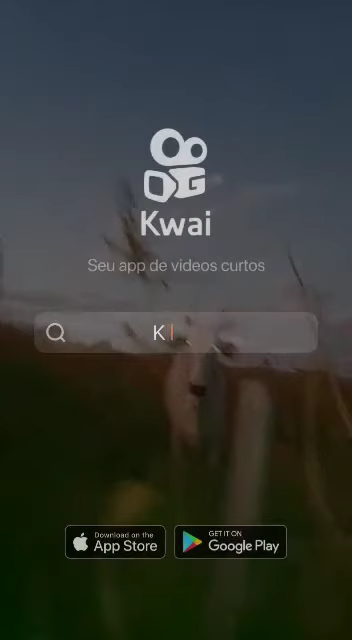 Kwai
Seu app de videos curtos
K
Download on the
App Store
GET IT ON
Google Play